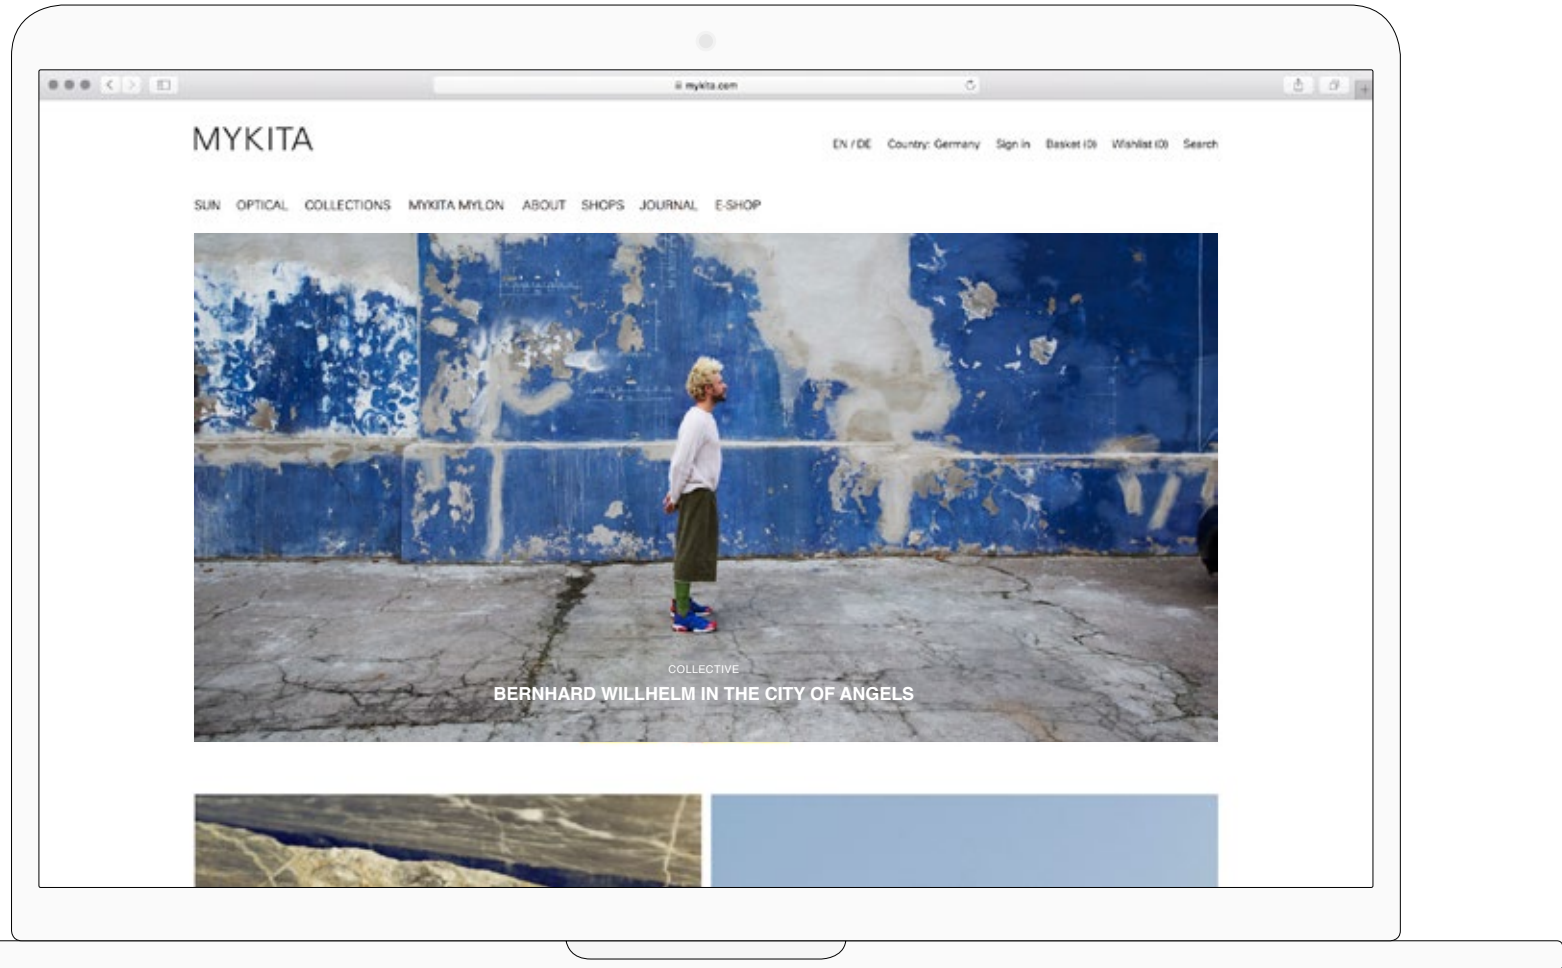 mykita.com
MYKITA
EN / DE Country: Germany Sign in Basket (0) Wishlist (0) Search
SUN OPTICAL COLLECTIONS MYKITA MYLON ABOUT SHOPS JOURNAL E-SHOP
COLLECTIVE
BERNHARD WILLHELM IN THE CITY OF ANGELS